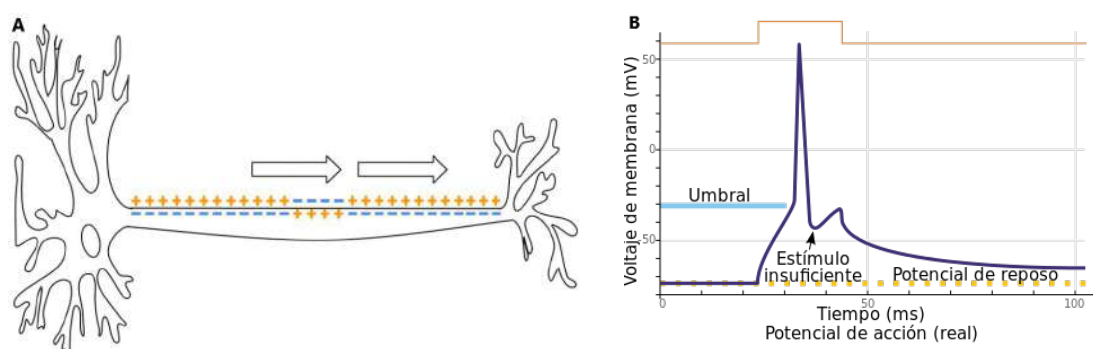 A
B
Voltaje de membrana (mV)
50
0
-50
Umbral
Estímulo
insuficiente
Potencial de reposo
0
50
100
Tiempo (ms)
Potencial de acción (real)